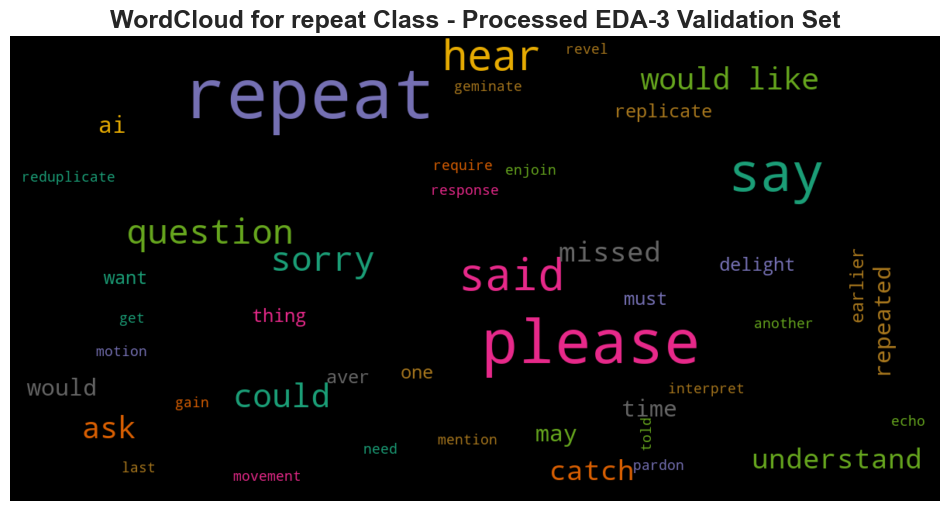 WordCloud for repeat Class - Processed EDA-3 Validation Set
hear
revel
repeat
geminate
would like
replicate
ai
reduplicate
require
enjoin
response
say
question
sorry
said
missed
delight
want
must
earlier
repeated
get
thing
please
another
motion
would
gain
could
aver
one
interpret
time
ask
need
mention
may
told
echo
last
movement
catch
pardon
understand